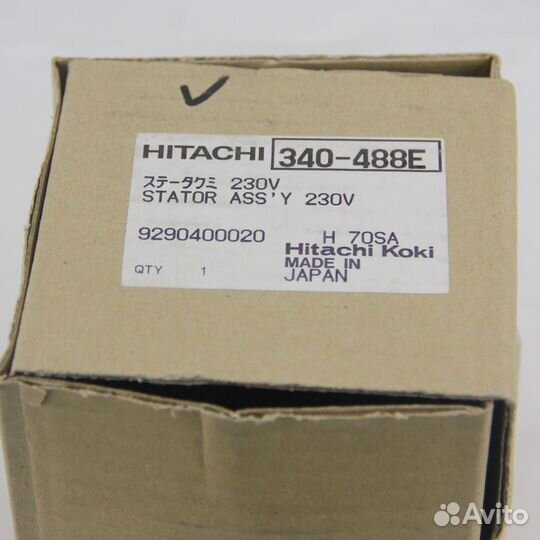 HITACHI 340-488E
ステータクミ 230V
STATOR ASS'Y 230V
9290400020 H 70SA
Hitachi Koki
QTY 1 MADE IN
JAPAN
Avito